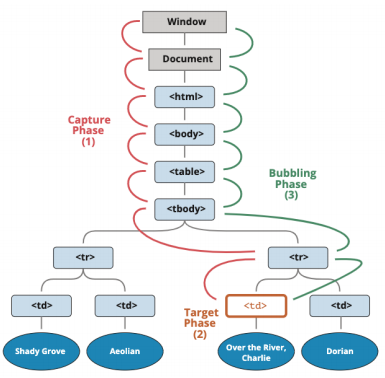 Window
Document
<html>
Capture
Phase
(1)
<body>
<table>
Bubbling
Phase
(3)
<tbody>
<tr>
<tr>
<td>
<td>
Target
Phase
(2)
<td>
<td>
Shady Grove
Aeolian
Over the River,
Charlie
Dorian